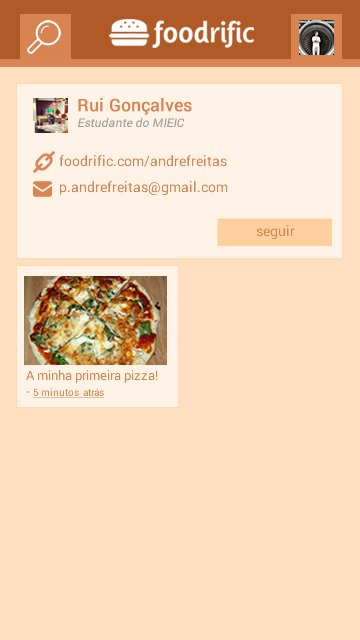 foodrific
Rui Gonçalves
Estudante do MIEIC
foodrific.com/andrefreitas
p.andrefreitas@gmail.com
seguir
A minha primeira pizza!
• 5 minutos atrás